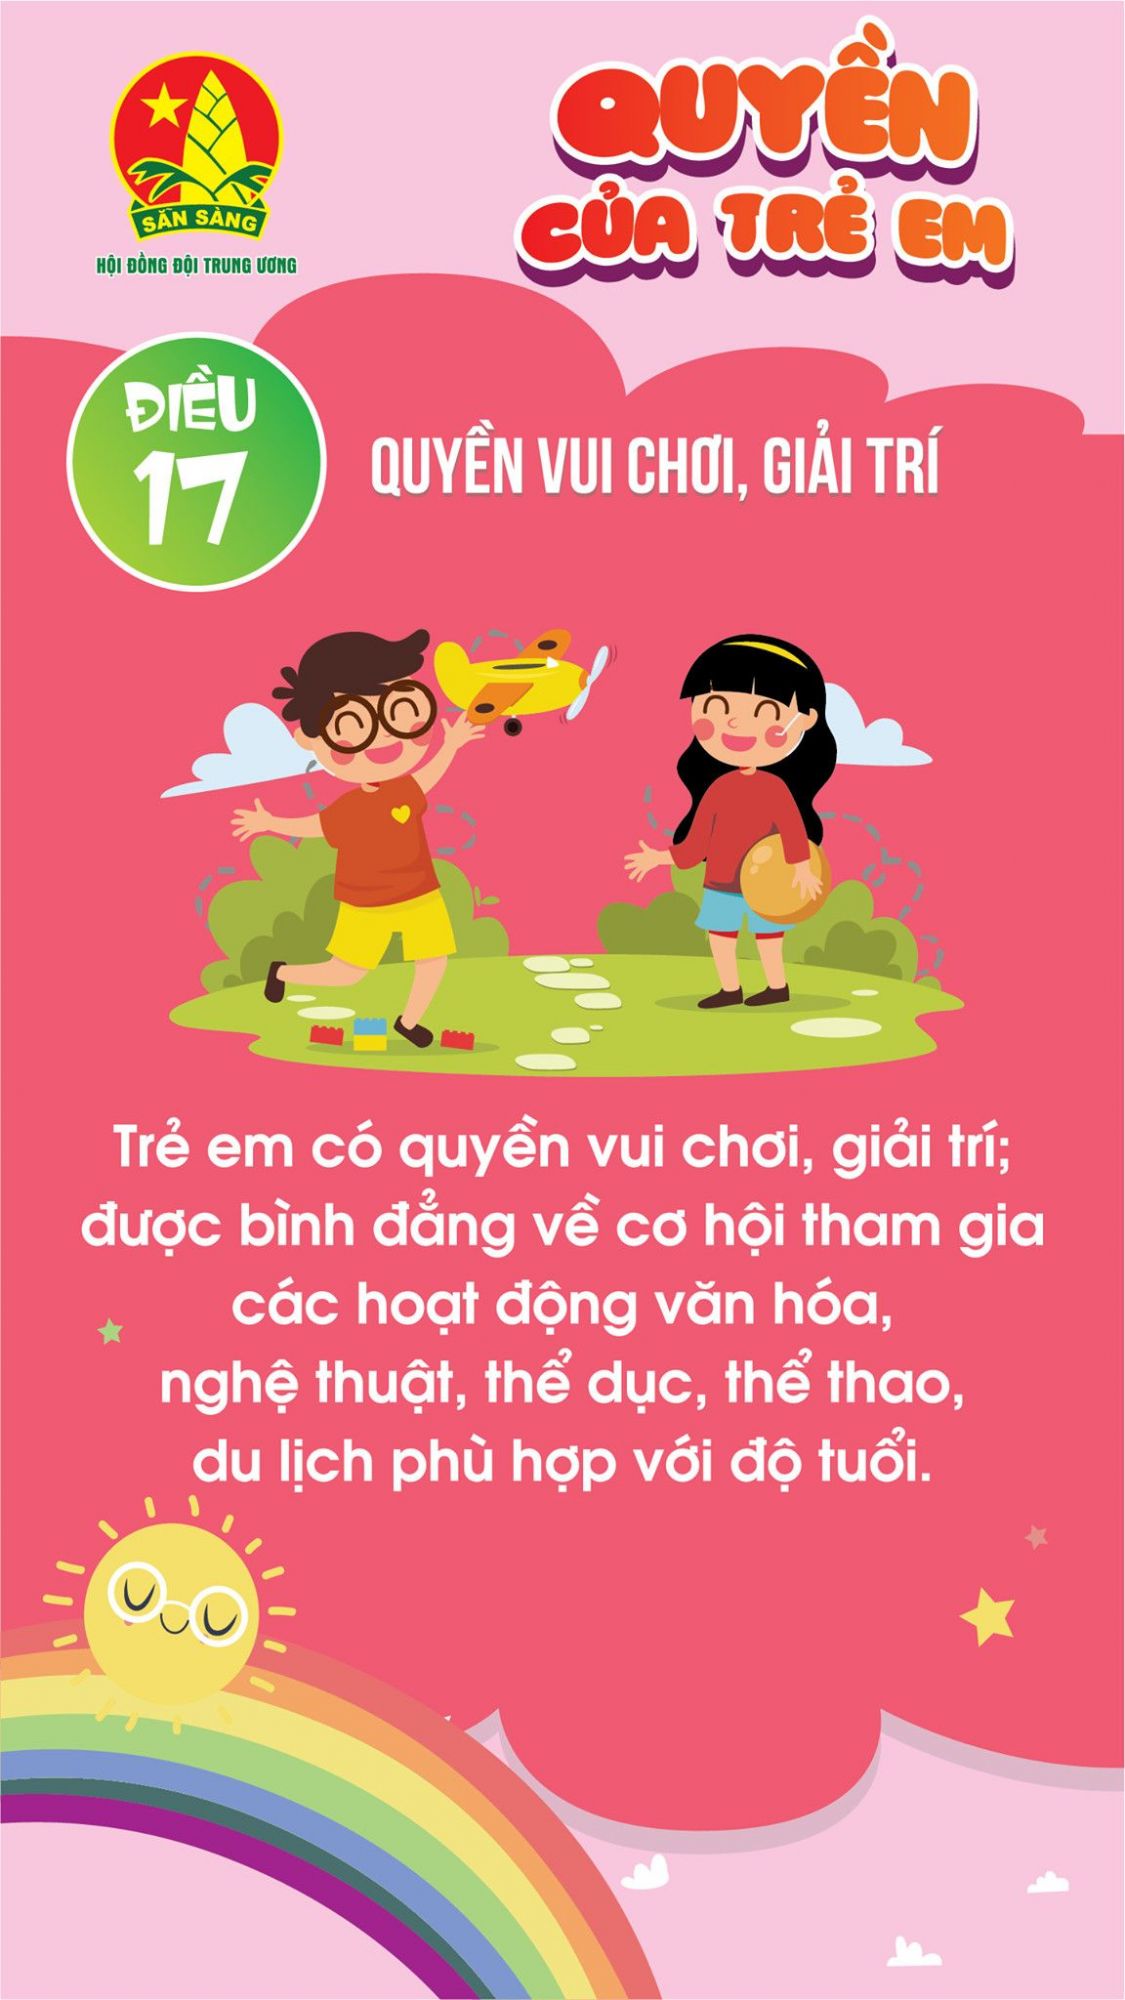 SẴN SÀNG
HỘI ĐỒNG ĐỘI TRUNG ƯƠNG
QUYỀN
CỦA TRẺ EM
ĐIỀU
17
QUYỀN VUI CHƠI, GIẢI TRÍ
Trẻ em có quyền vui chơi, giải trí;
được bình đẳng về cơ hội tham gia
các hoạt động văn hóa,
nghệ thuật, thể dục, thể thao,
du lịch phù hợp với độ tuổi.